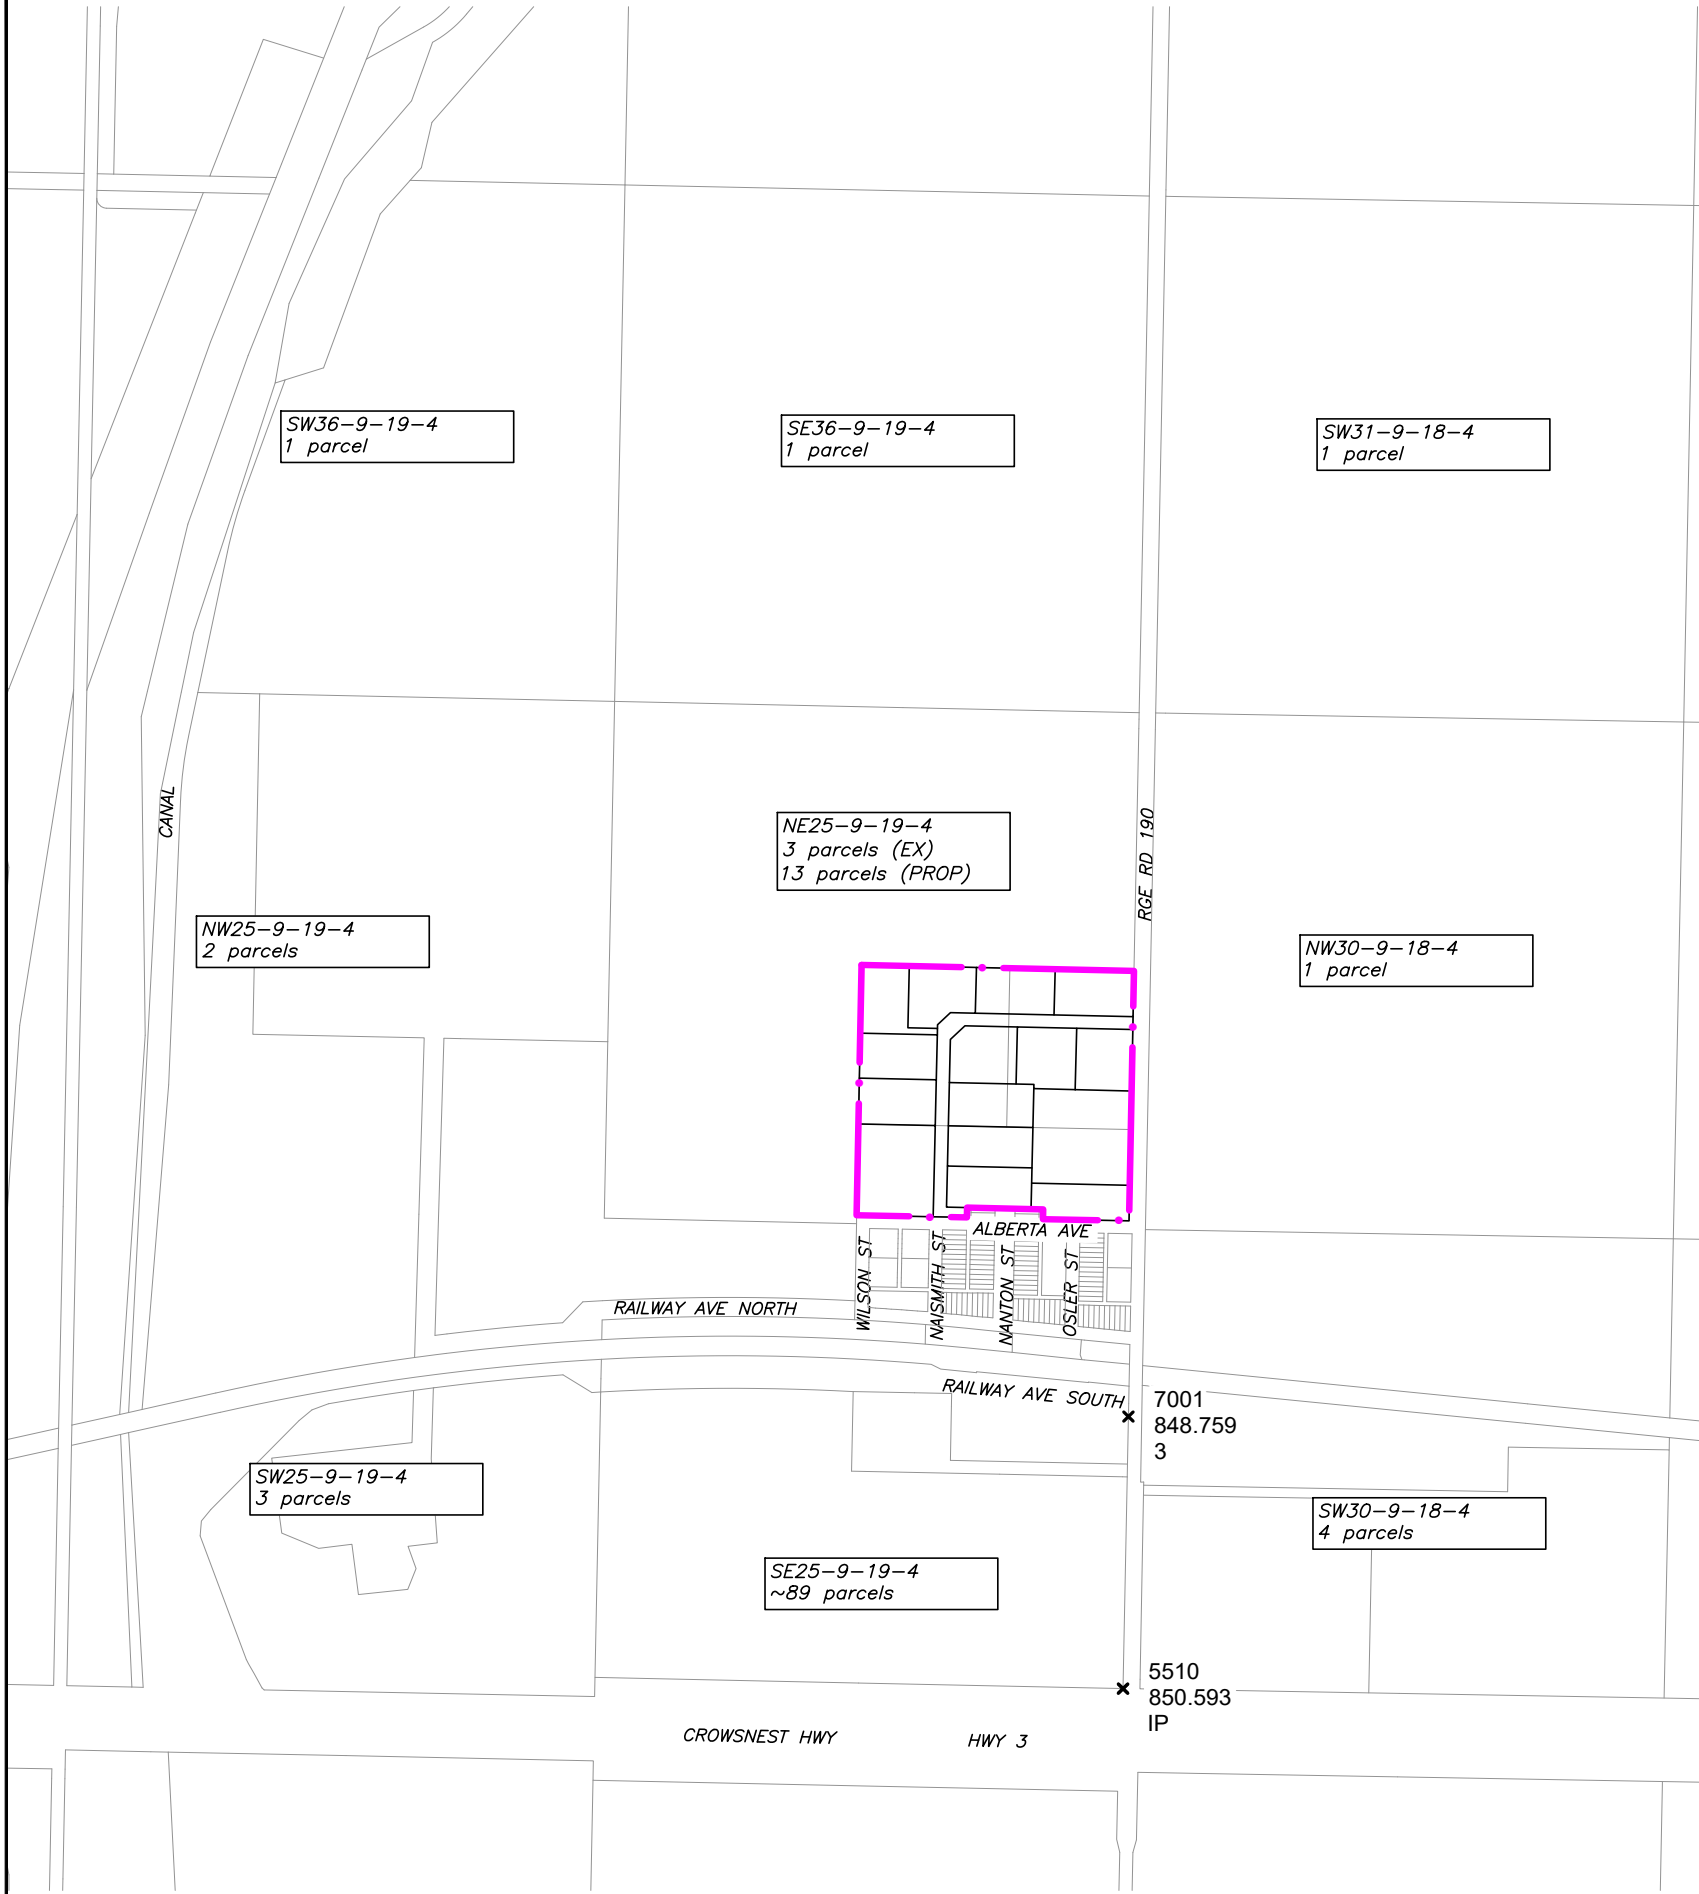 SW36-9-19-4
1 parcel
SE36-9-19-4
1 parcel
SW31-9-18-4
1 parcel
CANAL
NE25-9-19-4
3 parcels (EX)
13 parcels (PROP)
RGE RD 190
NW25-9-19-4
2 parcels
NW30-9-18-4
1 parcel
ALBERTA AVE
WILSON ST
NAISMITH ST
NANTON ST
OSLER ST
RAILWAY AVE NORTH
RAILWAY AVE SOUTH
7001
848.759
3
SW25-9-19-4
3 parcels
SW30-9-18-4
4 parcels
SE25-9-19-4
~89 parcels
5510
850.593
IP
CROWSNEST HWY
HWY 3